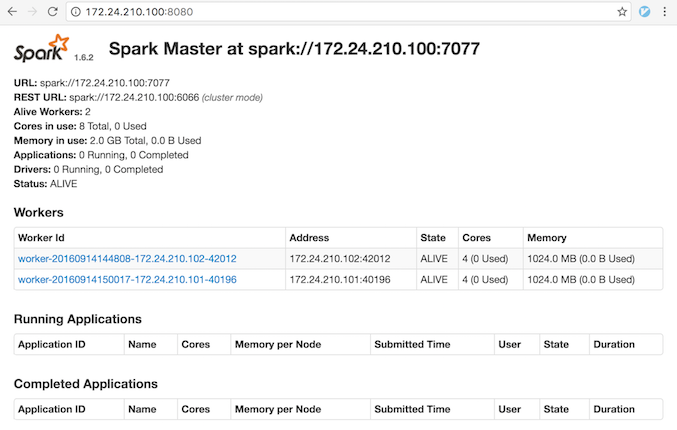 172.24.210.100:8080
Spark 1.6.2 Spark Master at spark://172.24.210.100:7077
URL: spark://172.24.210.100:7077
REST URL: spark://172.24.210.100:6066 (cluster mode)
Alive Workers: 2
Cores in use: 8 Total, 0 Used
Memory in use: 2.0 GB Total, 0.0 B Used
Applications: 0 Running, 0 Completed
Drivers: 0 Running, 0 Completed
Status: ALIVE
Workers
Worker Id Address State Cores Memory
worker-20160914144808-172.24.210.102-42012 172.24.210.102:42012 ALIVE 4 (0 Used) 1024.0 MB (0.0 B Used)
worker-20160914150017-172.24.210.101-40196 172.24.210.101:40196 ALIVE 4 (0 Used) 1024.0 MB (0.0 B Used)
Running Applications
Application ID Name Cores Memory per Node Submitted Time User State Duration
Completed Applications
Application ID Name Cores Memory per Node Submitted Time User State Duration